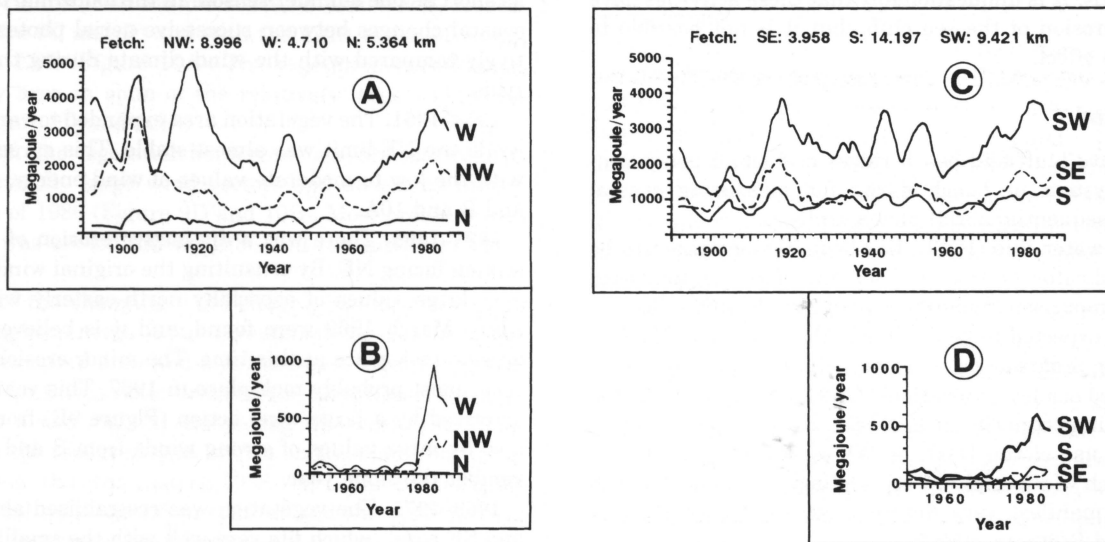 Fetch: NW: 8.996 W: 4.710 N: 5.364 km
A
Megajoule/year
5000
4000
3000
2000
1000
0
W
NW
N
1900 1920 1940 1960 1980
Year
B
Megajoule/year
1000
500
0
W
NW
N
1960 1980
Year
Fetch: SE: 3.958 S: 14.197 SW: 9.421 km
C
Megajoule/year
5000
4000
3000
2000
1000
0
SW
SE
S
1900 1920 1940 1960 1980
Year
D
Megajoule/year
1000
500
0
SW
S
SE
1960 1980
Year